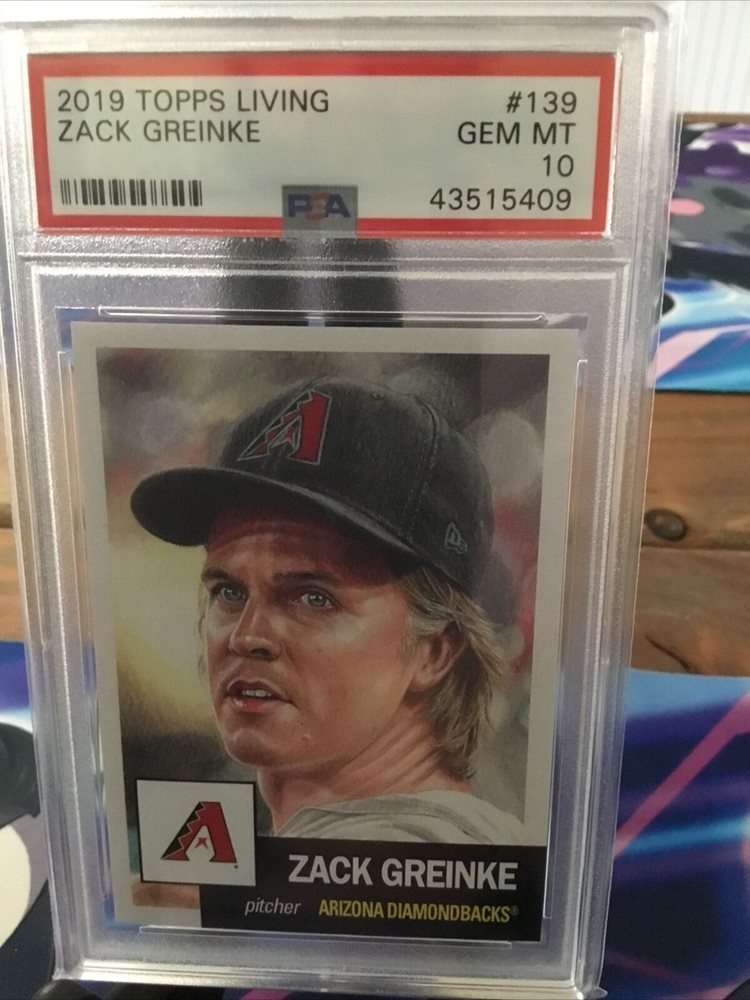 2019 TOPPS LIVING #139
ZACK GREINKE GEM MT
10
43515409
PSA
A
A
ZACK GREINKE
pitcher ARIZONA DIAMONDBACKS®